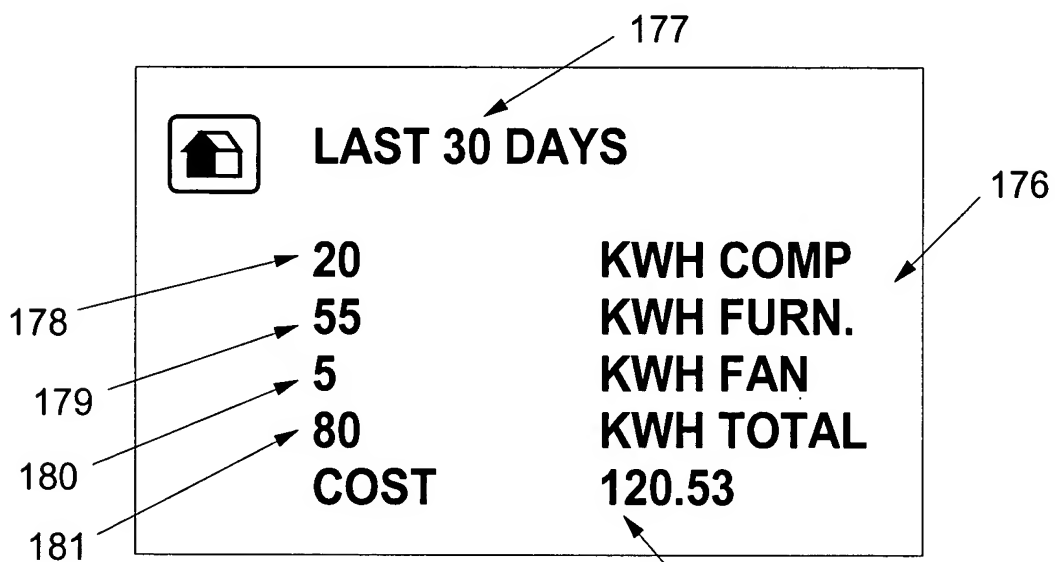 177
LAST 30 DAYS
176
20 KWH COMP
178
55 KWH FURN.
179
5 KWH FAN
180
80 KWH TOTAL
181
COST 120.53